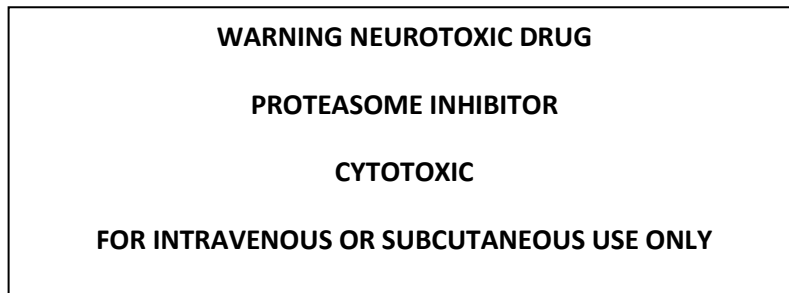 WARNING NEUROTOXIC DRUG
PROTEASOME INHIBITOR
CYTOTOXIC
FOR INTRAVENOUS OR SUBCUTANEOUS USE ONLY